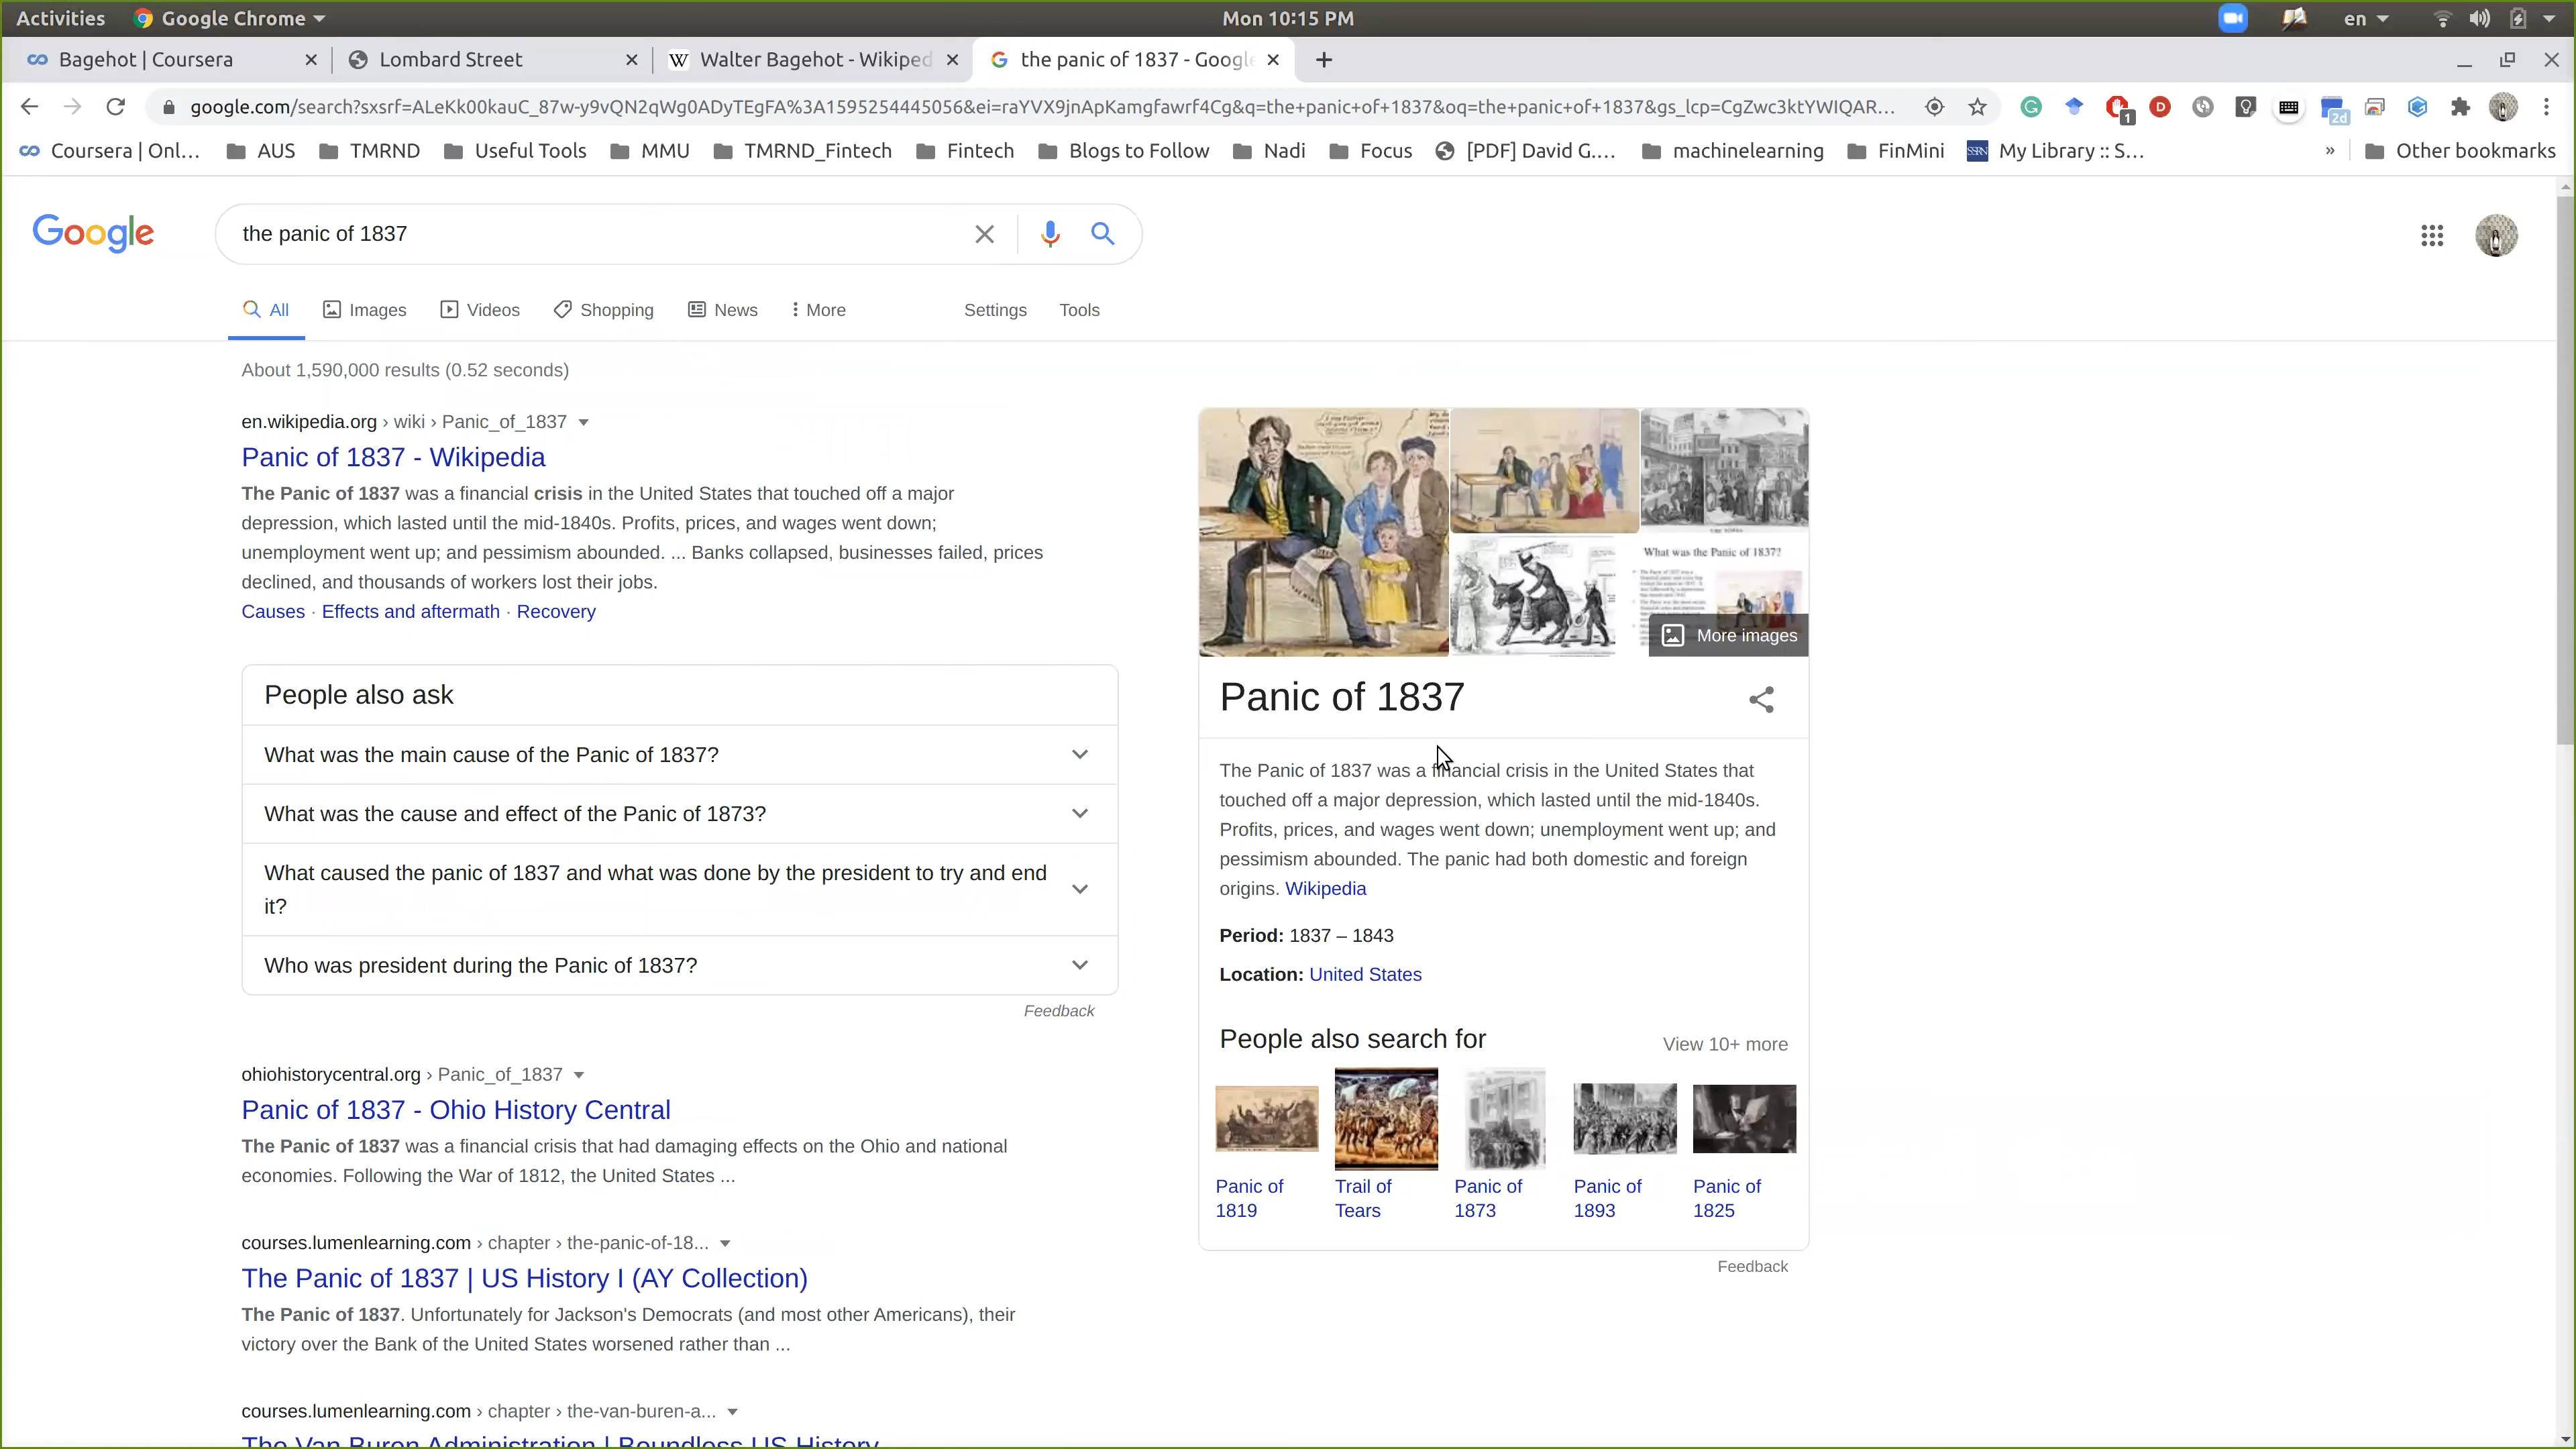 Activities Google Chrome Mon 10:15 PM en
Bagehot | Coursera Lombard Street Walter Bagehot - Wikiped the panic of 1837 - Google
google.com/search?sxsrf=ALeKk00kauC_87w-y9vQN2qWg0ADyTEgFA%3A1595254445056&ei=raYVX9jnApKamgfawrf4Cg&q=the+panic+of+1837&oq=the+panic+of+1837&gs_lcp=CgZwc3ktYWIQAR...
1 2d
Coursera | Onl... AUS TMRND Useful Tools MMU TMRND_Fintech Fintech Blogs to Follow Nadi Focus [PDF] David G.... machinelearning FinMini SSRN My Library :: S... » Other bookmarks
Google
the panic of 1837
All Images Videos Shopping News More Settings Tools
About 1,590,000 results (0.52 seconds)
en.wikipedia.org › wiki › Panic_of_1837
Panic of 1837 - Wikipedia
The Panic of 1837 was a financial crisis in the United States that touched off a major
depression, which lasted until the mid-1840s. Profits, prices, and wages went down;
unemployment went up; and pessimism abounded. ... Banks collapsed, businesses failed, prices
declined, and thousands of workers lost their jobs.
Causes · Effects and aftermath · Recovery
People also ask
What was the main cause of the Panic of 1837?
What was the cause and effect of the Panic of 1873?
What caused the panic of 1837 and what was done by the president to try and end
it?
Who was president during the Panic of 1837?
Feedback
ohiohistorycentral.org › Panic_of_1837
Panic of 1837 - Ohio History Central
The Panic of 1837 was a financial crisis that had damaging effects on the Ohio and national
economies. Following the War of 1812, the United States ...
courses.lumenlearning.com › chapter › the-panic-of-18...
The Panic of 1837 | US History I (AY Collection)
The Panic of 1837. Unfortunately for Jackson's Democrats (and most other Americans), their
victory over the Bank of the United States worsened rather than ...
courses.lumenlearning.com › chapter › the-van-buren-a...
The Van Buren Administration | Boundless US History
What was the Panic of 1837?
More images
Panic of 1837
The Panic of 1837 was a financial crisis in the United States that
touched off a major depression, which lasted until the mid-1840s.
Profits, prices, and wages went down; unemployment went up; and
pessimism abounded. The panic had both domestic and foreign
origins. Wikipedia
Period: 1837 – 1843
Location: United States
People also search for View 10+ more
Panic of 1819
Trail of Tears
Panic of 1873
Panic of 1893
Panic of 1825
Feedback